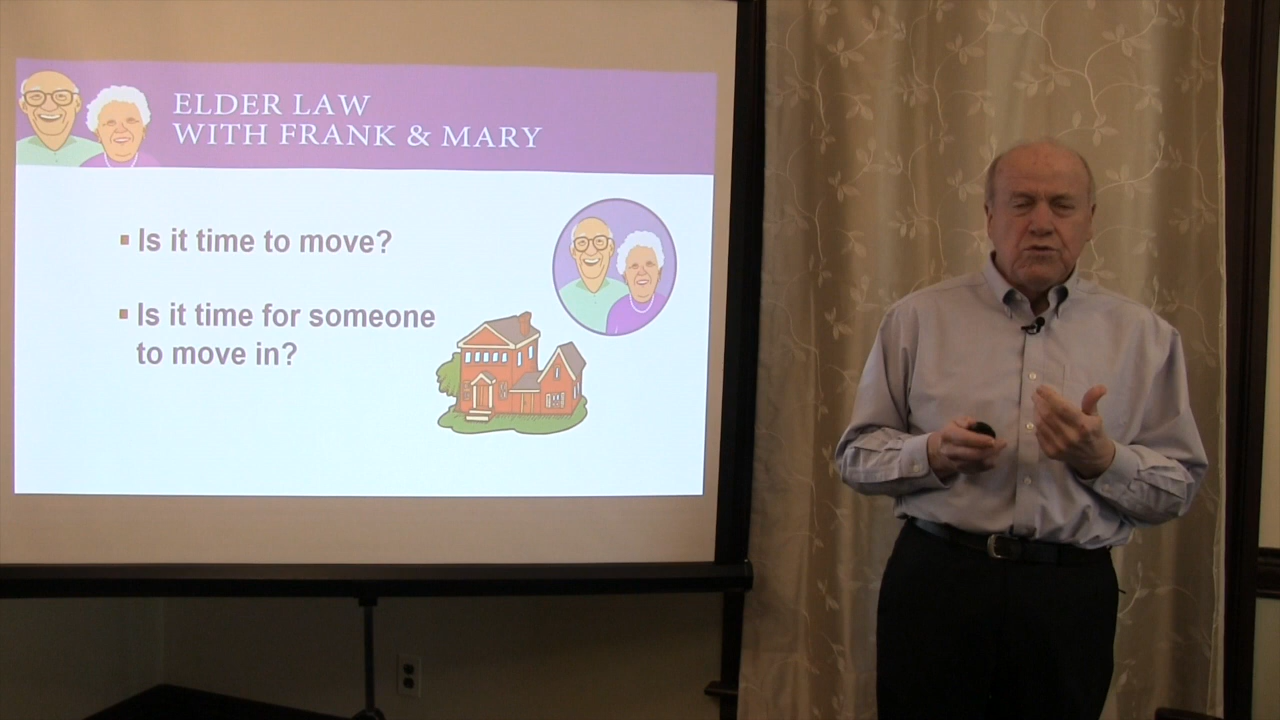 ELDER LAW
WITH FRANK & MARY
▪ Is it time to move?
▪ Is it time for someone
to move in?